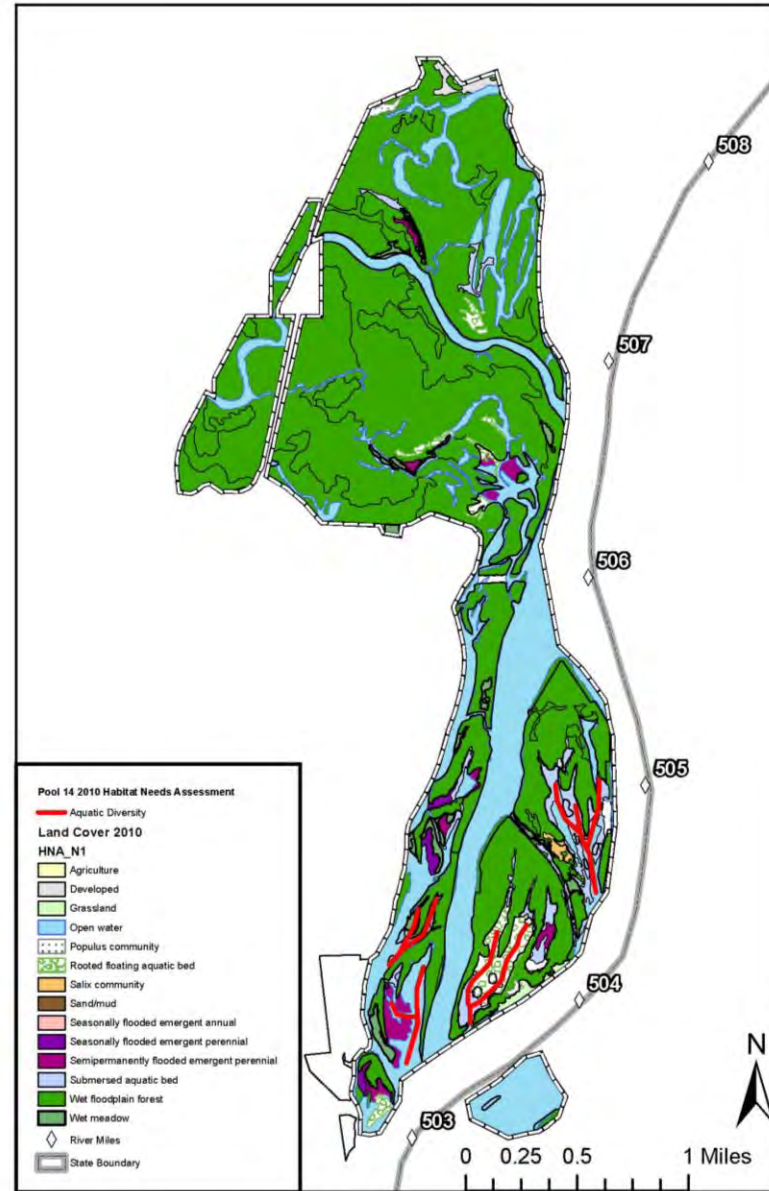 508
507
506
505
504
503
Pool 14 2010 Habitat Needs Assessment
Aquatic Diversity
Land Cover 2010
HNA_N1
Agriculture
Developed
Grassland
Open water
Populus community
Rooted floating aquatic bed
Salix community
Sand/mud
Seasonally flooded emergent annual
Seasonally flooded emergent perennial
Semipermanently flooded emergent perennial
Submersed aquatic bed
Wet floodplain forest
Wet meadow
River Miles
State Boundary
N
0 0.25 0.5 1 Miles